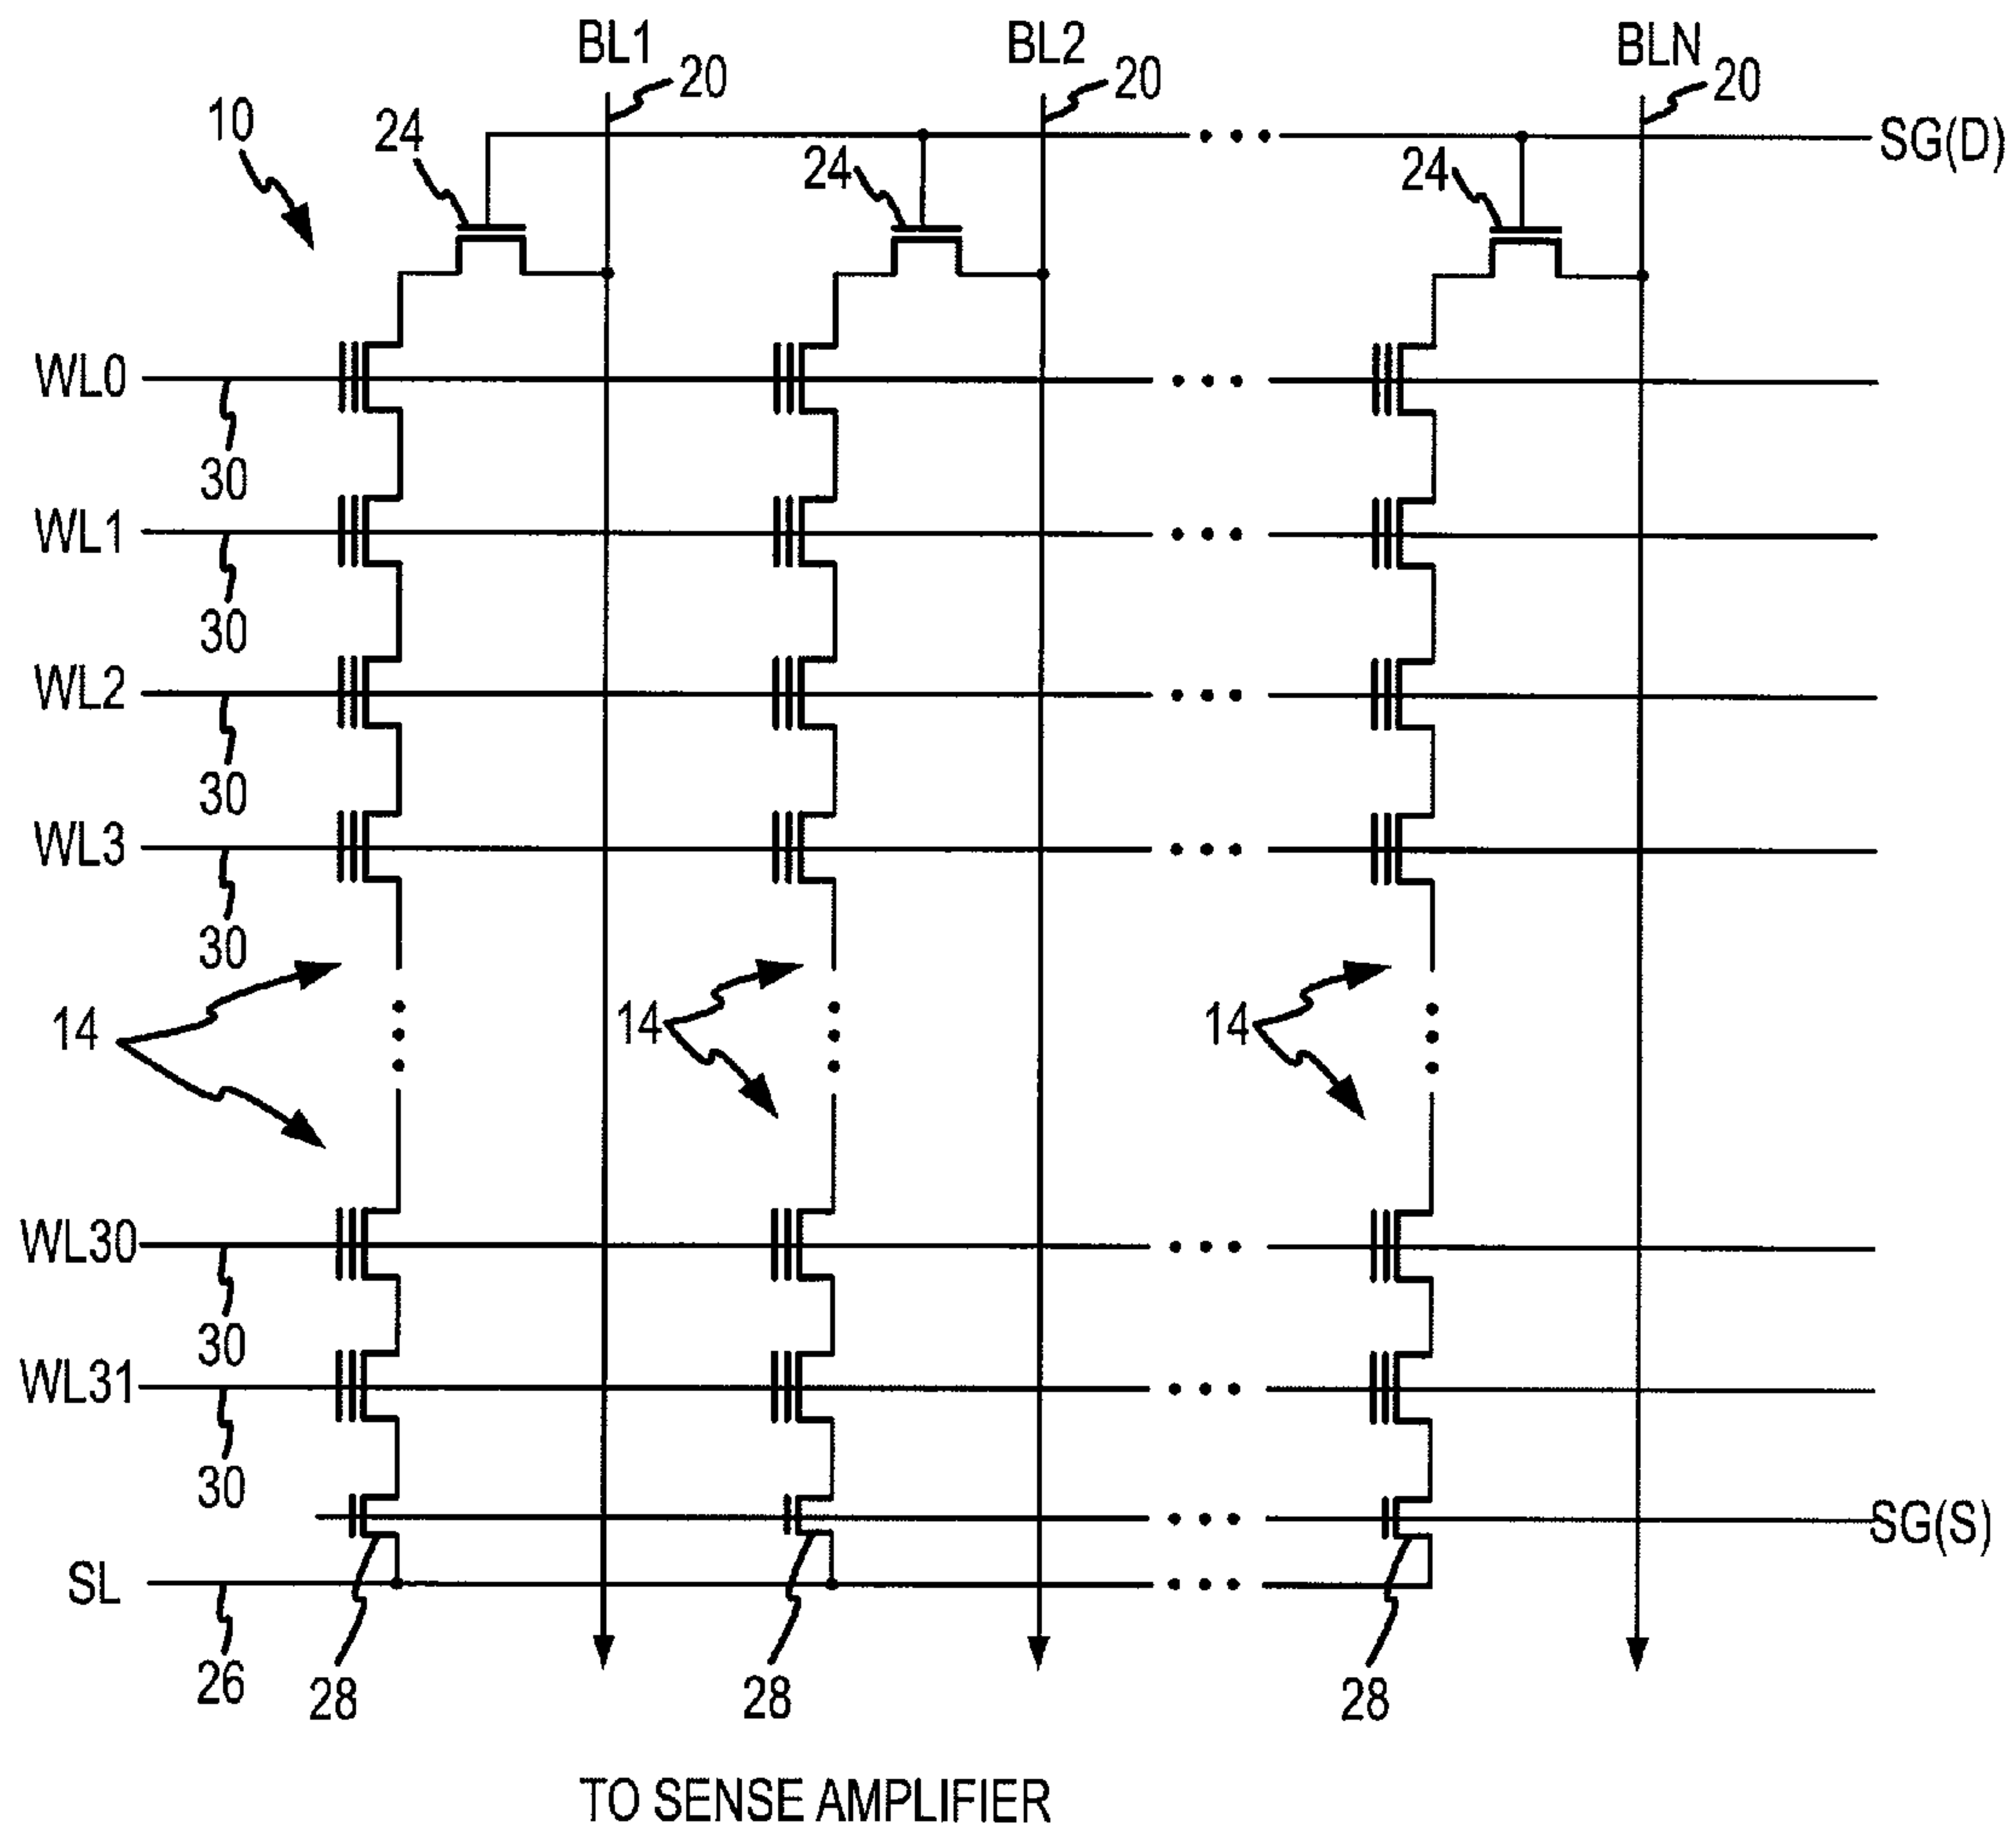 BL1
BL2
BLN
20
20
20
10
24
24
24
SG(D)
WL0
30
WL1
30
WL2
30
WL3
30
14
14
14
WL30
30
WL31
30
SG(S)
SL
26
28
28
28
TO SENSE AMPLIFIER